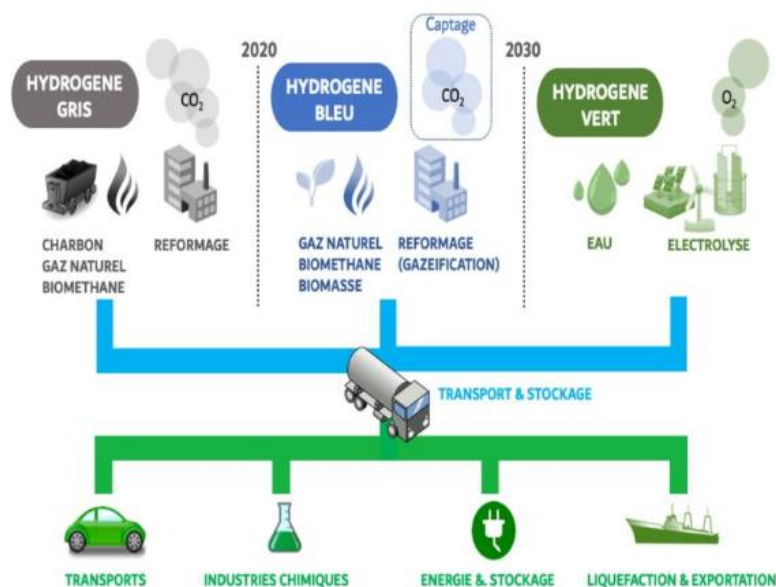 Captage
2020
2030
HYDROGENE
GRIS
CO2
HYDROGENE
BLEU
CO2
HYDROGENE
VERT
O2
CHARBON
GAZ NATUREL
BIOMETHANE
REFORMAGE
GAZ NATUREL
BIOMETHANE
BIOMASSE
REFORMAGE
(GAZEIFICATION)
EAU
ELECTROLYSE
TRANSPORT & STOCKAGE
TRANSPORTS
INDUSTRIES CHIMIQUES
ENERGIE & STOCKAGE
LIQUEFACTION & EXPORTATION